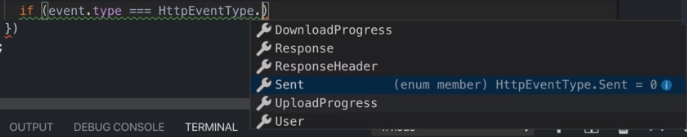 if (event.type === HttpEventType.)
})
;
DownloadProgress
Response
ResponseHeader
Sent (enum member) HttpEventType.Sent = 0
UploadProgress
User
OUTPUT DEBUG CONSOLE TERMINAL